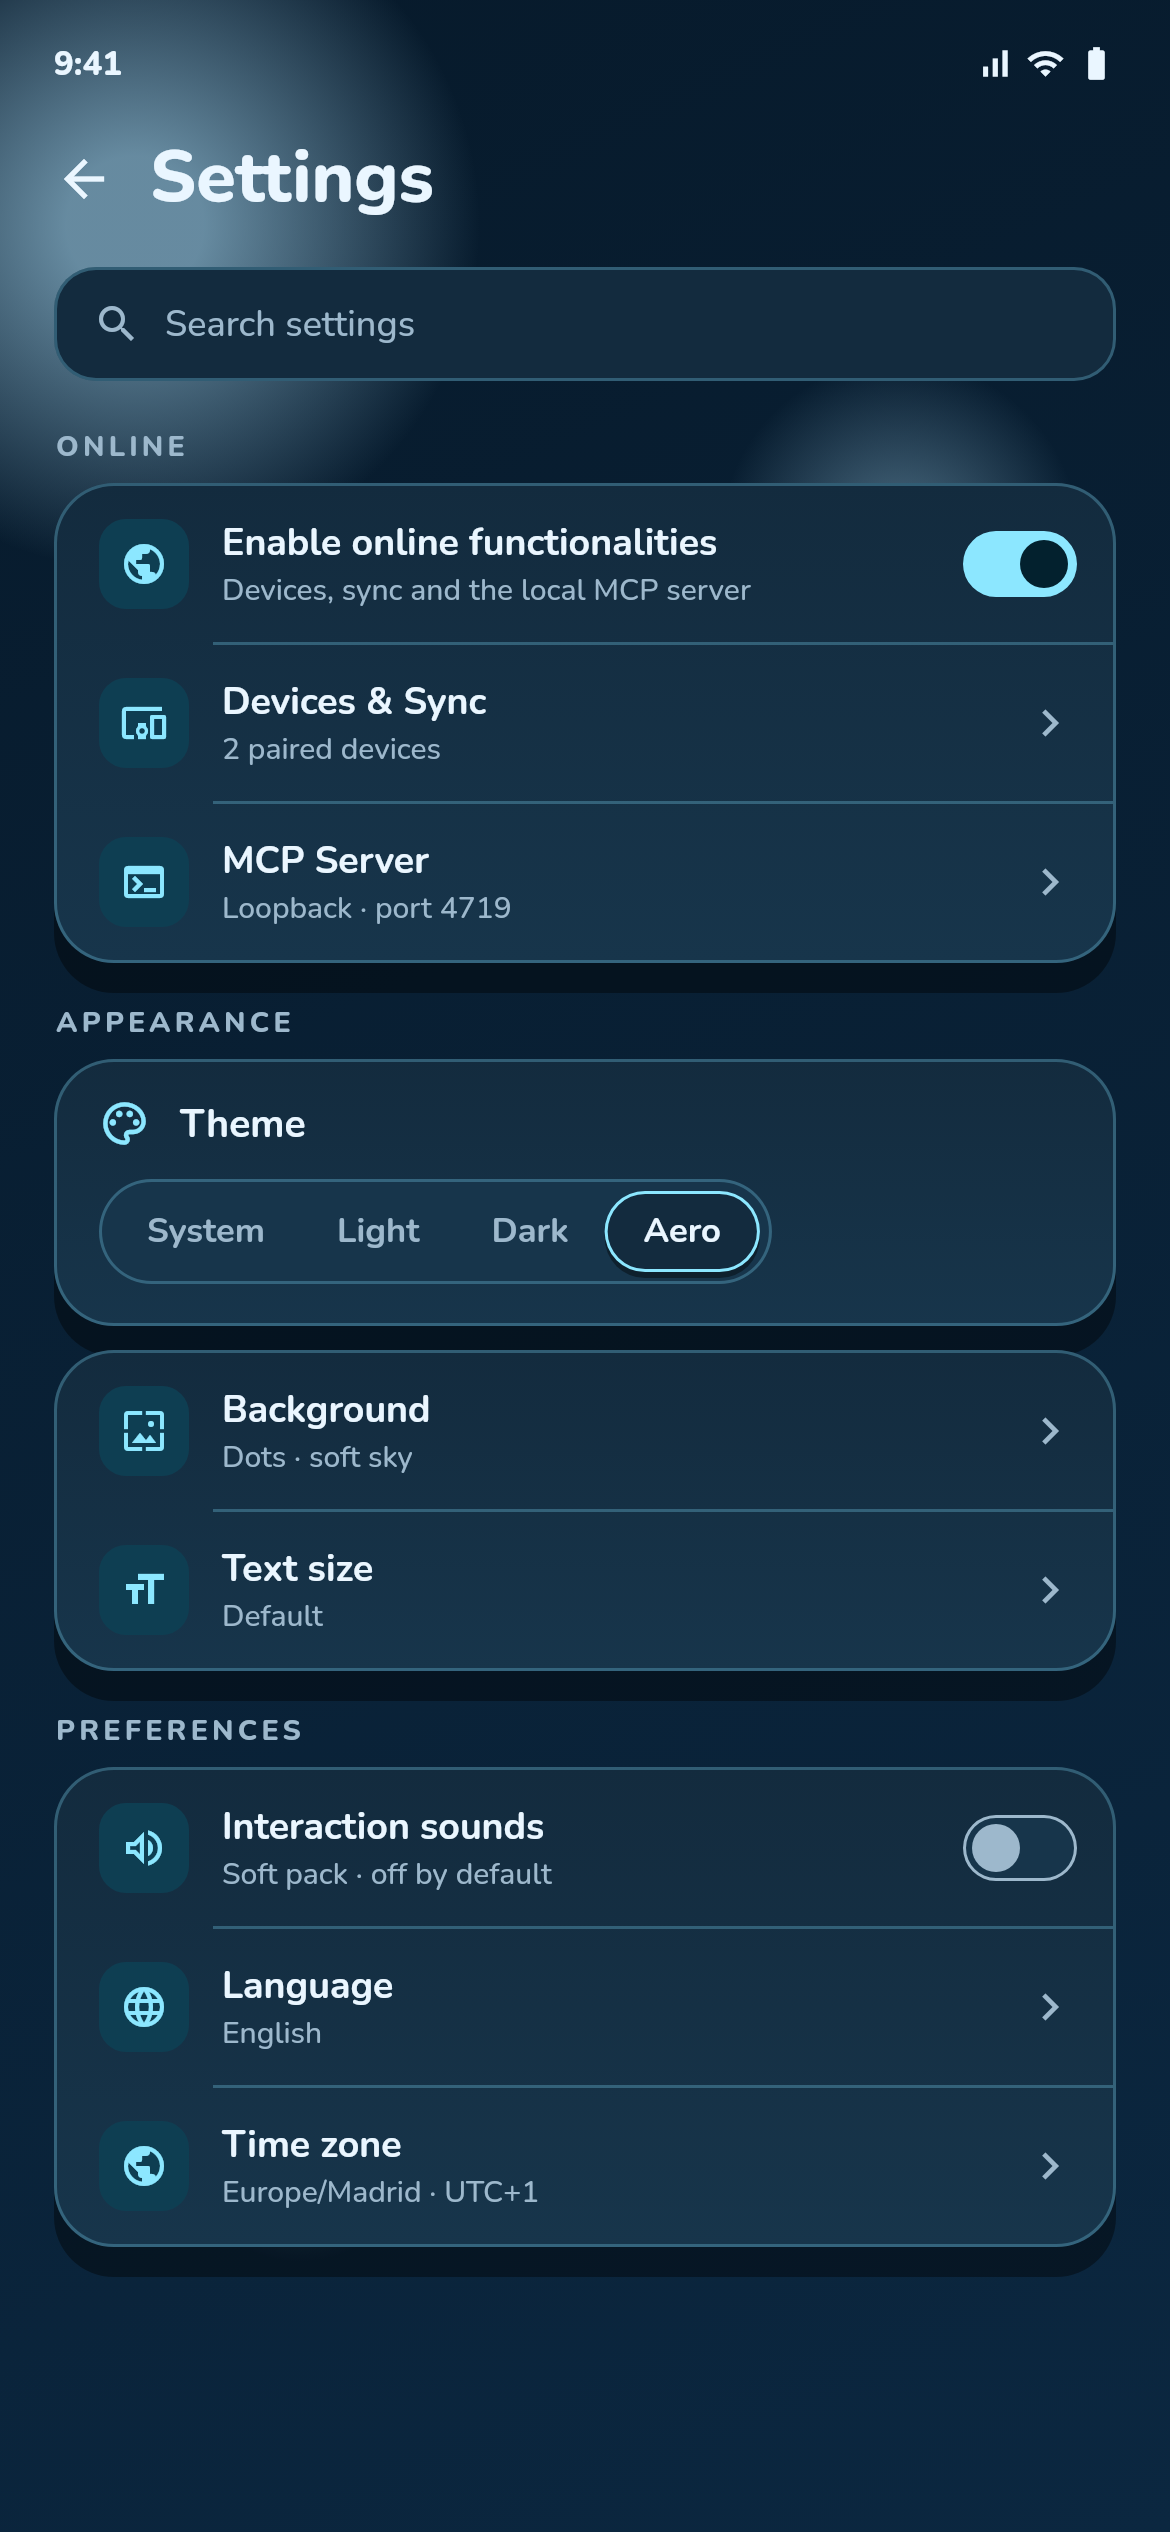 9:41
Settings
Search settings
ONLINE
Enable online functionalities
Devices, sync and the local MCP server
Devices & Sync
2 paired devices
MCP Server
Loopback · port 4719
APPEARANCE
Theme
System Light Dark Aero
Background
Dots · soft sky
Text size
Default
PREFERENCES
Interaction sounds
Soft pack · off by default
Language
English
Time zone
Europe/Madrid · UTC+1